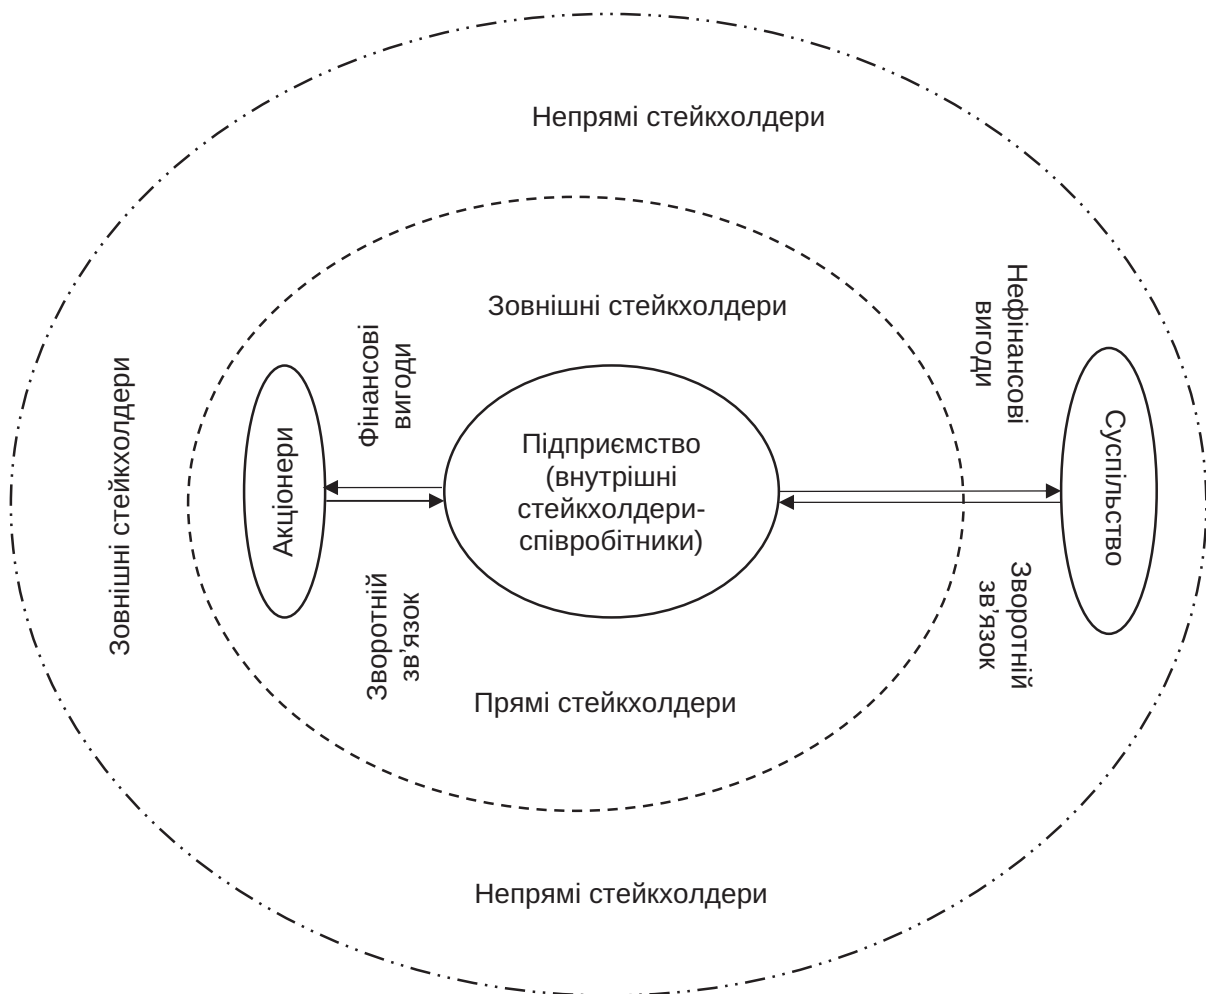 Непрямі стейкхолдери
Зовнішні стейкхолдери
Нефінансові
вигоди
Фінансові
вигоди
Зовнішні стейкхолдери
Акціонери
Підприємство
(внутрішні
стейкхолдери-
співробітники)
Суспільство
Зворотній
зв’язок
Зворотній
зв’язок
Прямі стейкхолдери
Непрямі стейкхолдери